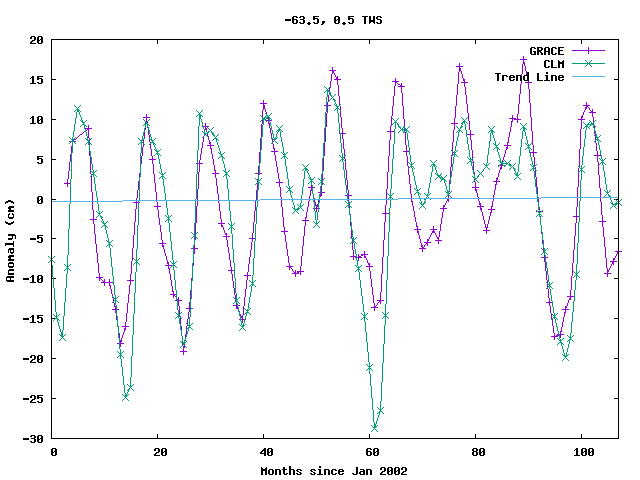 -63.5, 0.5 TWS
GRACE
CLM
Trend Line
20
15
10
5
0
-5
-10
-15
-20
-25
-30
Anomaly (cm)
0 20 40 60 80 100
Months since Jan 2002